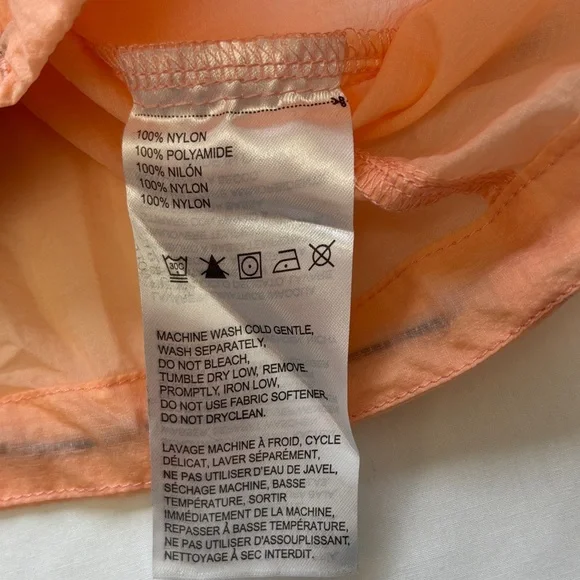 100% NYLON
100% POLYAMIDE
100% NILÓN
100% NYLON
100% NYLON
MACHINE WASH COLD GENTLE,
WASH SEPARATELY,
DO NOT BLEACH,
TUMBLE DRY LOW, REMOVE
PROMPTLY, IRON LOW,
DO NOT USE FABRIC SOFTENER,
DO NOT DRYCLEAN.
LAVAGE MACHINE À FROID, CYCLE
DÉLICAT, LAVER SÉPARÉMENT,
NE PAS UTILISER D'EAU DE JAVEL,
SÉCHAGE MACHINE, BASSE
TEMPÉRATURE, SORTIR
IMMÉDIATEMENT DE LA MACHINE,
REPASSER À BASSE TEMPÉRATURE,
NE PAS UTILISER D'ASSOUPLISSANT,
NETTOYAGE À SEC INTERDIT.